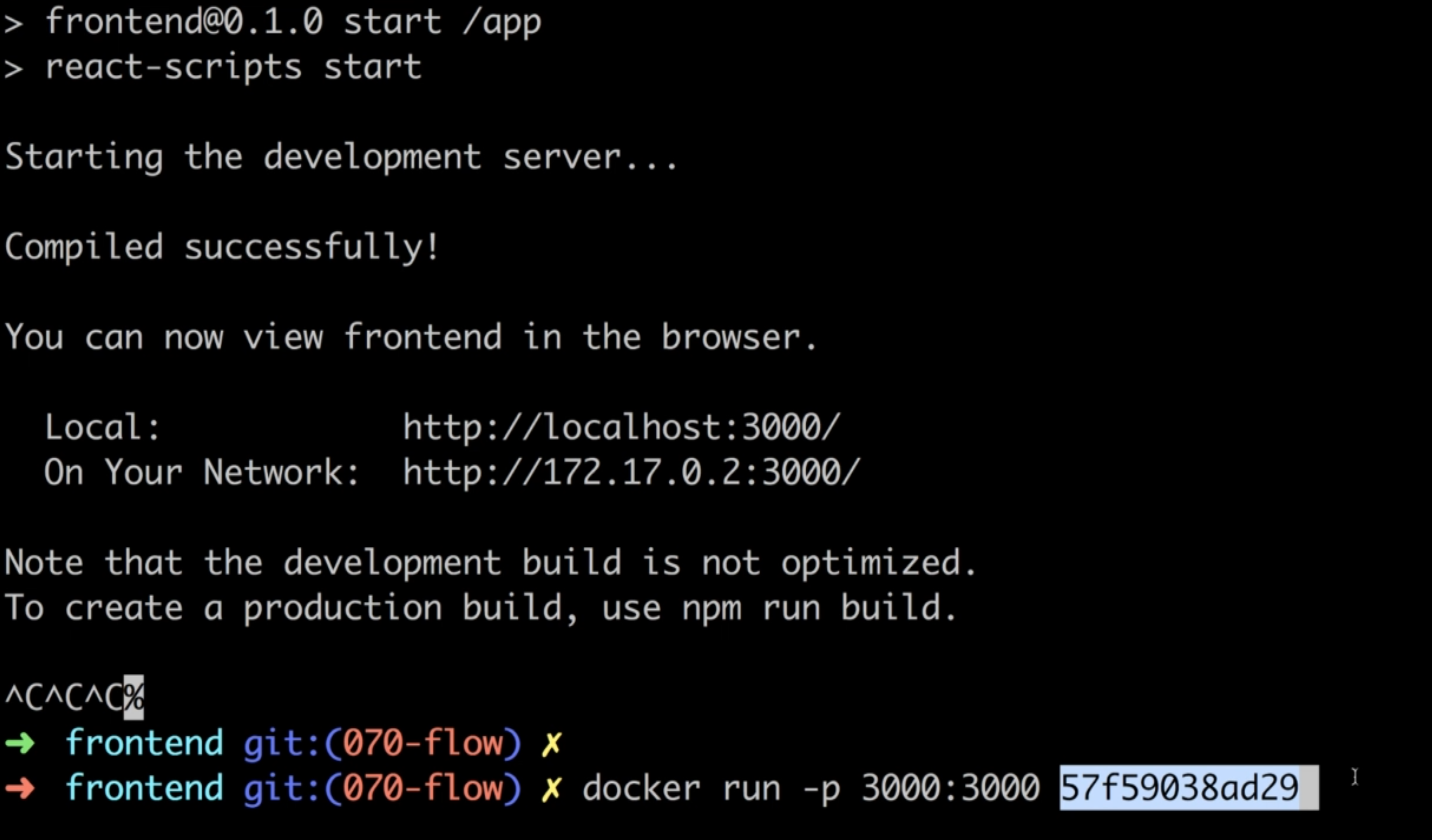 > frontend@0.1.0 start /app
> react-scripts start
Starting the development server...
Compiled successfully!
You can now view frontend in the browser.
Local: http://localhost:3000/
On Your Network: http://172.17.0.2:3000/
Note that the development build is not optimized.
To create a production build, use npm run build.
^C^C^C%
➜ frontend git:(070-flow) ✗
➜ frontend git:(070-flow) ✗ docker run -p 3000:3000 57f59038ad29